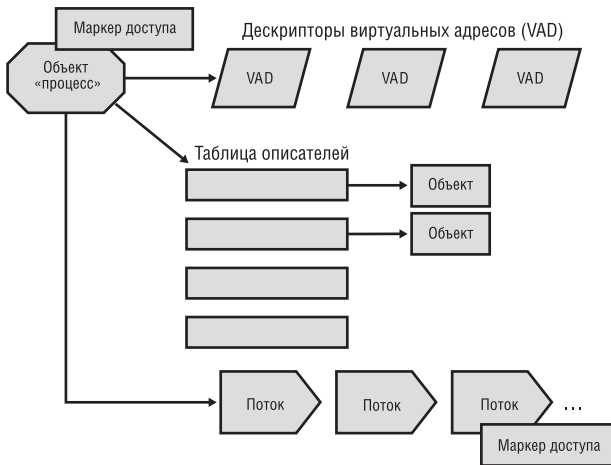 Маркер доступа
Дескрипторы виртуальных адресов (VAD)
Объект
«процесс»
VAD
VAD
VAD
Таблица описателей
Объект
Объект
Поток
Поток
Поток
...
Маркер доступа